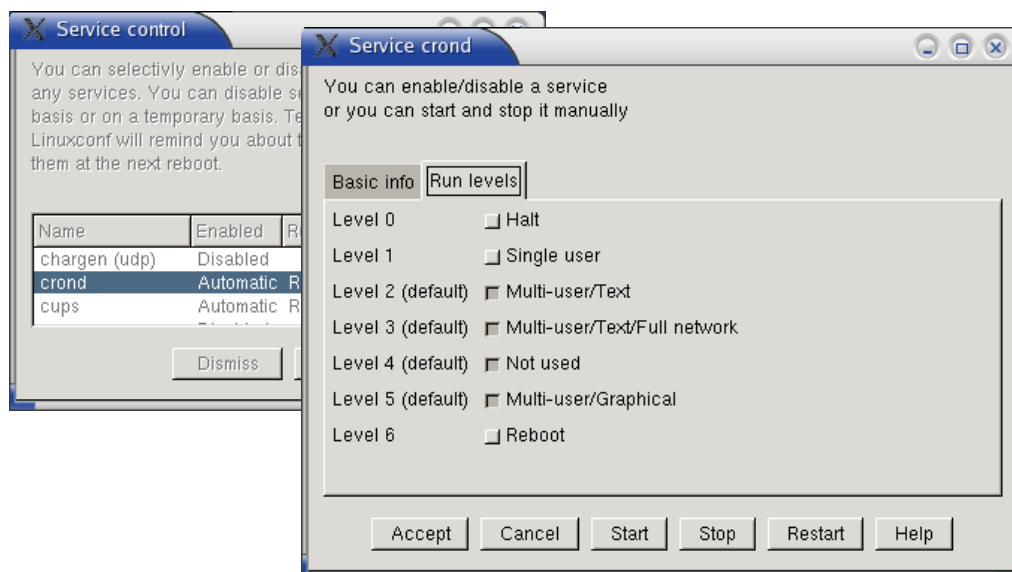 Service control
You can selectivly enable or
any services. You can disable
basis or on a temporary basis.
Linuxconf will remind you about
them at the next reboot.
Name Enabled
chargen (udp) Disabled
crond Automatic R
cups Automatic R
Dismiss
Service crond
You can enable/disable a service
or you can start and stop it manually
Basic info Run levels
Level 0 Halt
Level 1 Single user
Level 2 (default) Multi-user/Text
Level 3 (default) Multi-user/Text/Full network
Level 4 (default) Not used
Level 5 (default) Multi-user/Graphical
Level 6 Reboot
Accept Cancel Start Stop Restart Help